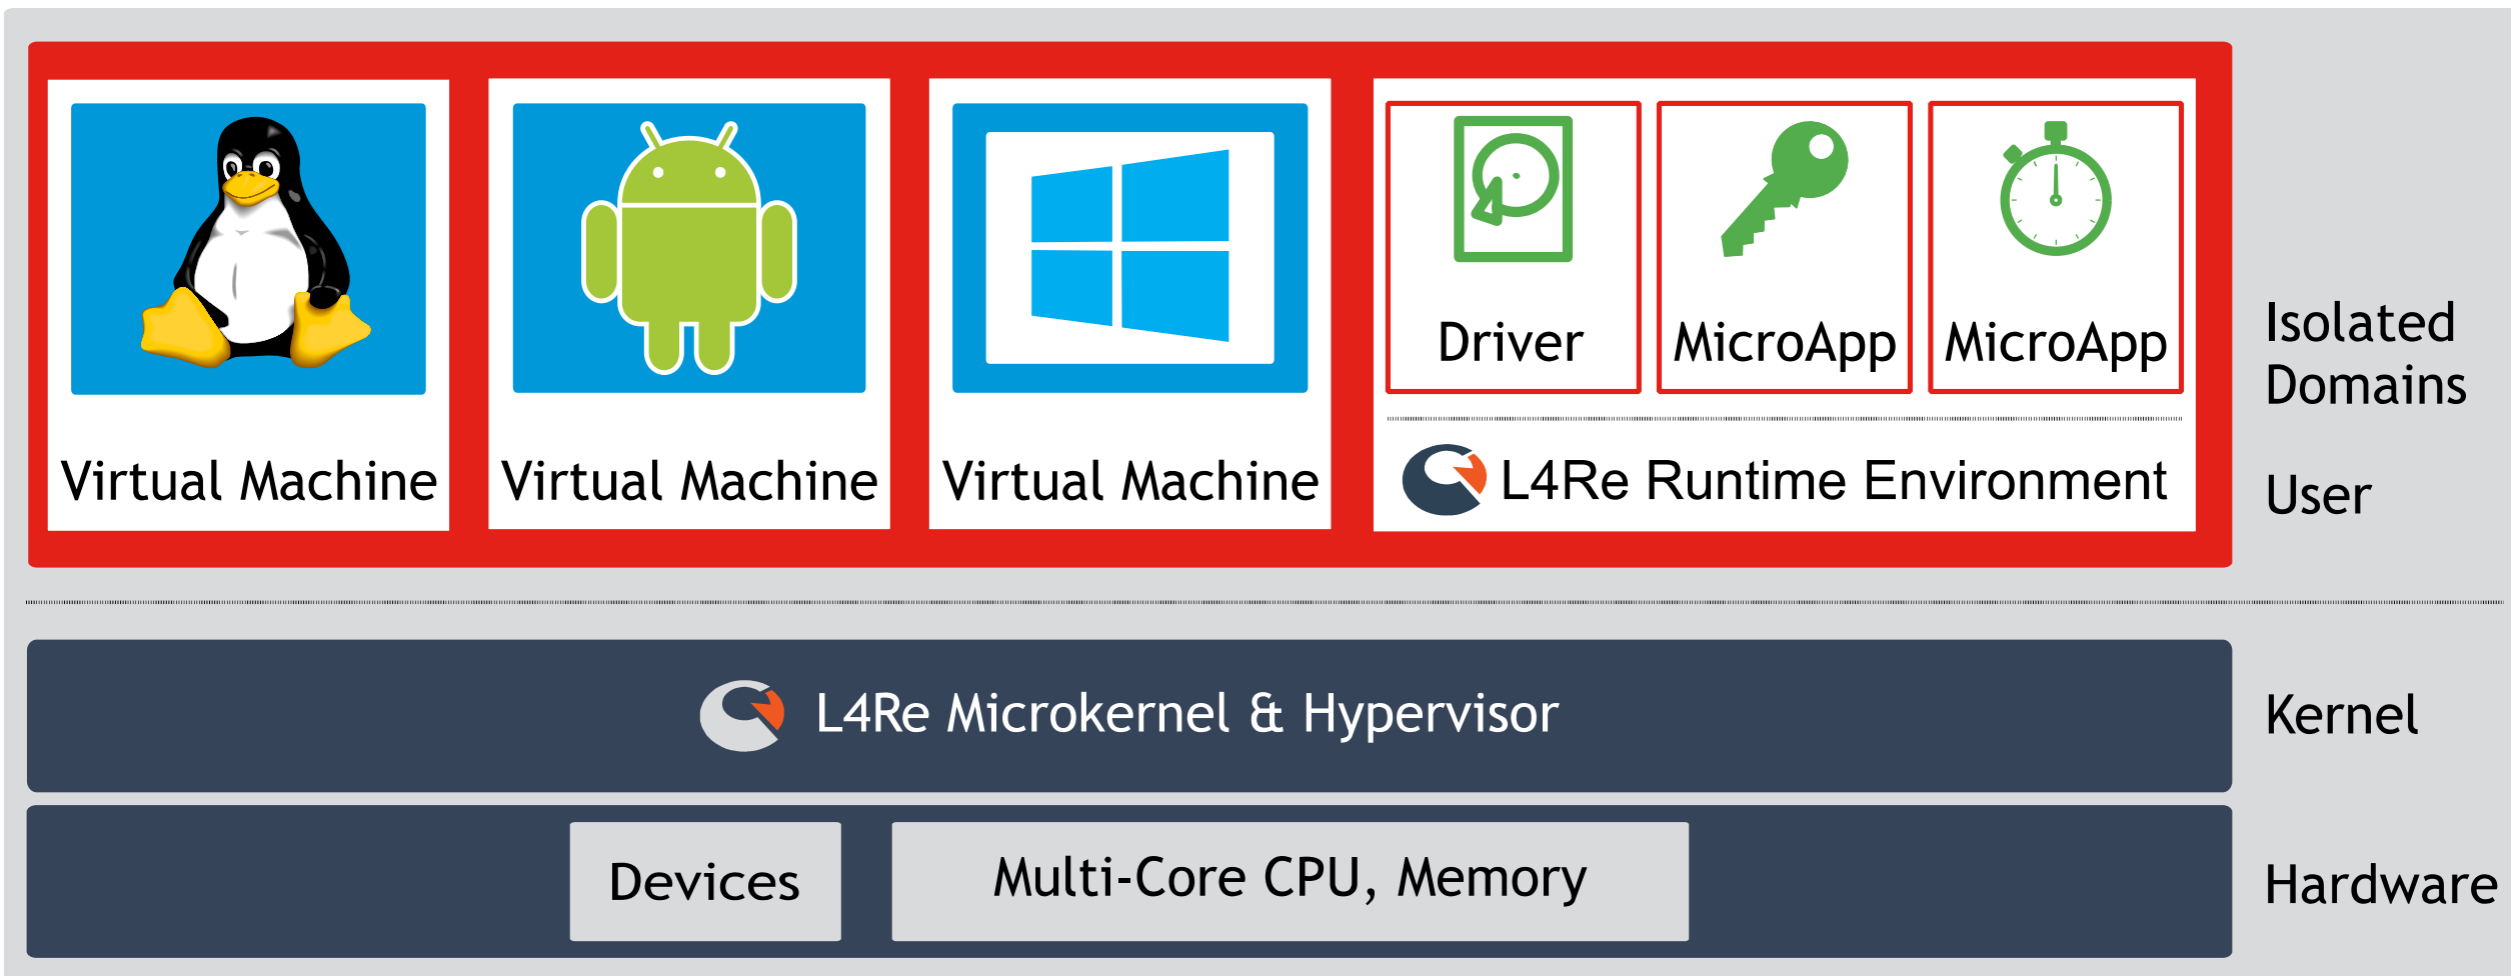 Driver
MicroApp
MicroApp
Virtual Machine
Virtual Machine
Virtual Machine
L4Re Runtime Environment
Isolated
Domains
User
L4Re Microkernel & Hypervisor
Kernel
Devices
Multi-Core CPU, Memory
Hardware